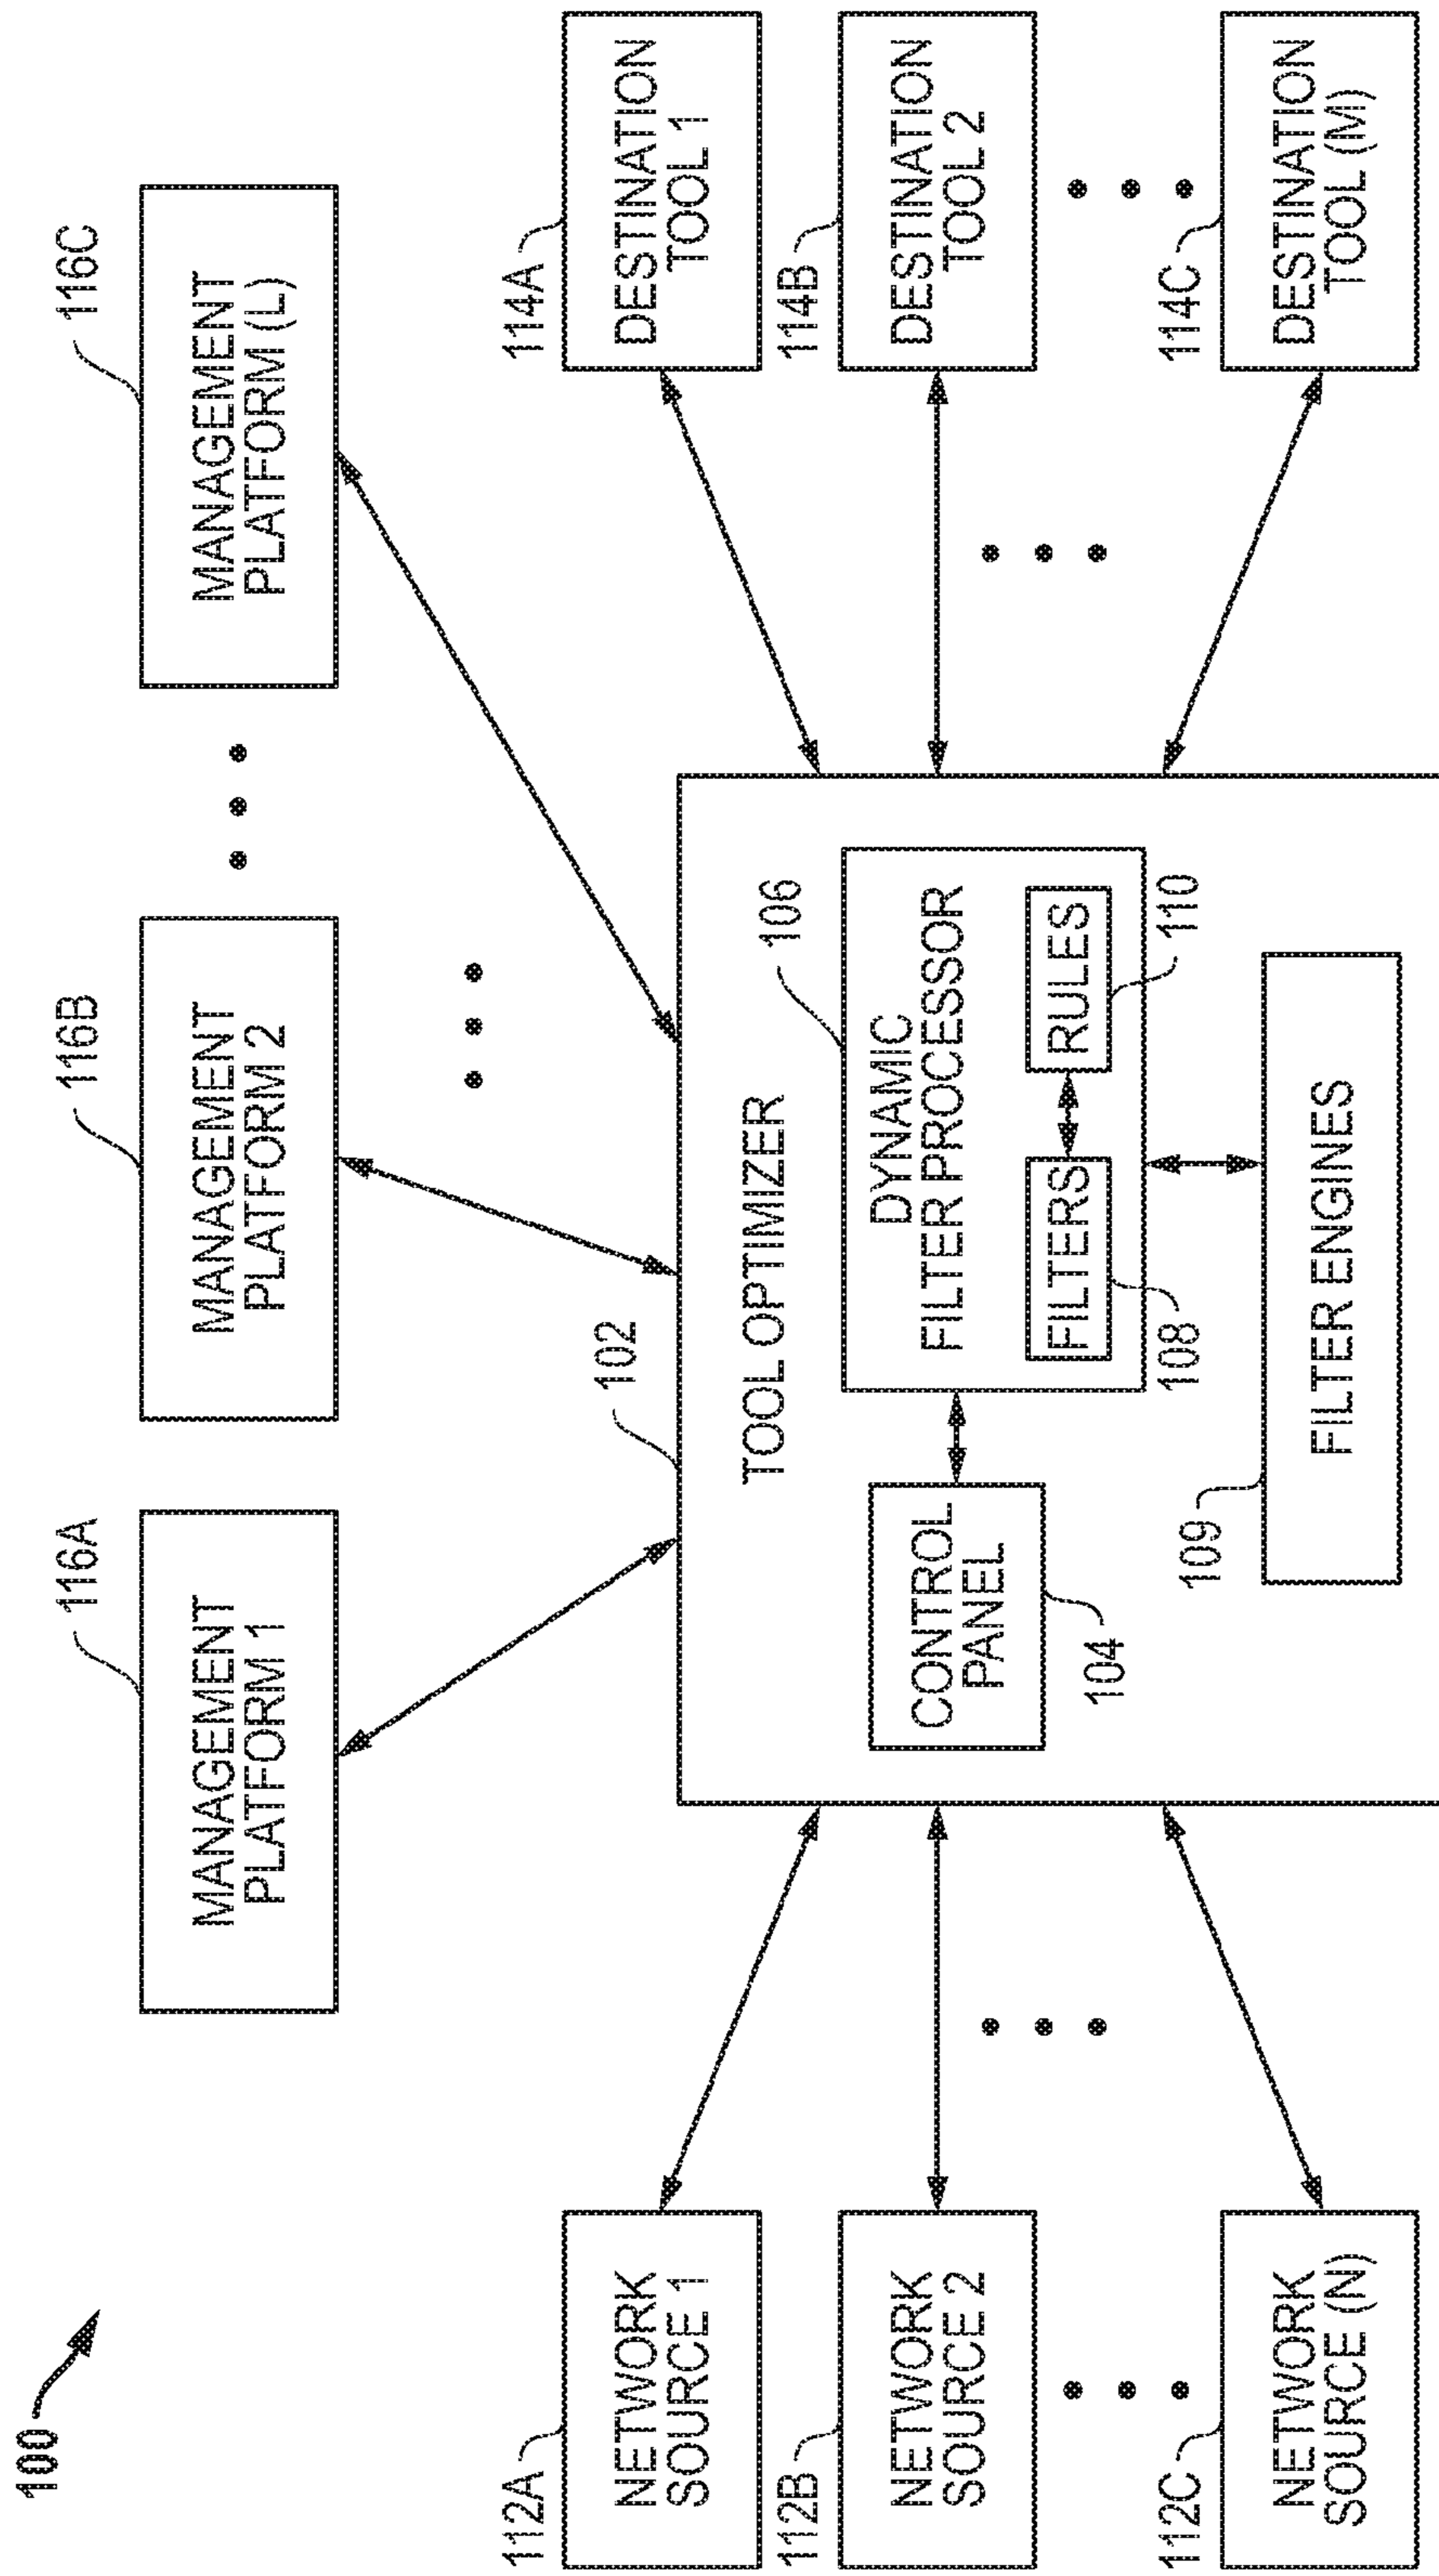 100
116A
MANAGEMENT
PLATFORM 1
116B
MANAGEMENT
PLATFORM 2
116C
MANAGEMENT
PLATFORM (L)
112A
NETWORK
SOURCE 1
112B
NETWORK
SOURCE 2
112C
NETWORK
SOURCE (N)
102
TOOL OPTIMIZER
CONTROL
PANEL
104
106
DYNAMIC
FILTER PROCESSOR
FILTERS
RULES
108
110
109
FILTER ENGINES
114A
DESTINATION
TOOL 1
114B
DESTINATION
TOOL 2
114C
DESTINATION
TOOL (M)